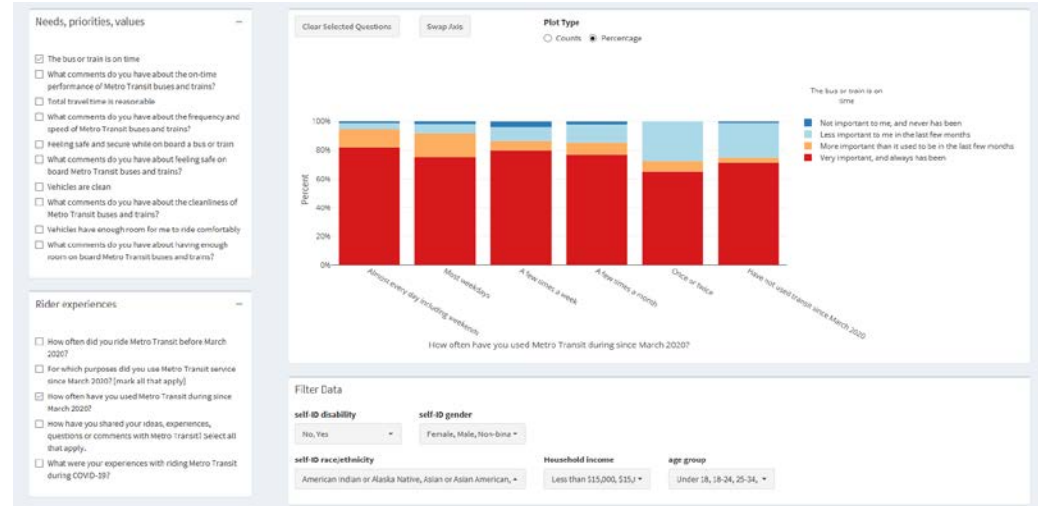 Needs, priorities, values
The bus or train is on time
What comments do you have about the on-time
performance of Metro Transit buses and trains?
Total travel time is reasonable
What comments do you have about the frequency and
speed of Metro Transit buses and trains?
Feeling safe and secure while on board a bus or train
What comments do you have about feeling safe on
board Metro Transit buses and trains?
Vehicles are clean
What comments do you have about the cleanliness of
Metro Transit buses and trains?
Vehicles have enough room for me to ride comfortably
What comments do you have about having enough
room on board Metro Transit buses and trains?
Rider experiences
How often did you ride Metro Transit before March
2020?
For which purposes did you use Metro Transit service
since March 2020? [mark all that apply]
How often have you used Metro Transit during since
March 2020?
How have you shared your ideas, experiences,
questions or comments with Metro Transit? Select all
that apply.
What were your experiences with riding Metro Transit
during COVID-19?
Clear Selected Questions
Swap Axis
Plot Type
Counts
Percentage
The bus or train is on
time
Not important to me, and never has been
Less important to me in the last few months
More important than it used to be in the last few months
Very important, and always has been
Percent
100%
80%
60%
40%
20%
0%
Almost every day including weekends
Most weekdays
A few times a week
A few times a month
Once or twice
Have not used transit since March 2020
How often have you used Metro Transit during since March 2020?
Filter Data
self-ID disability
self-ID gender
No, Yes
Female, Male, Non-bina
self-ID race/ethnicity
Household income
age group
American Indian or Alaska Native, Asian or Asian American,
Less than $15,000, $15,
Under 18, 18-24, 25-34,